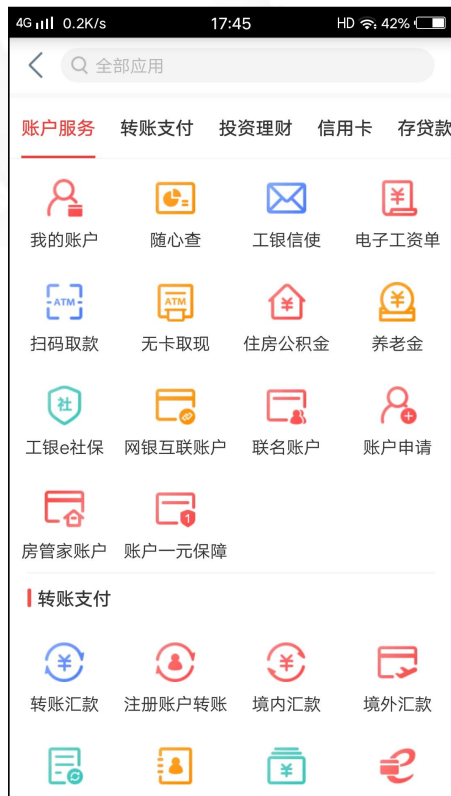 4G 0.2K/s 17:45 HD 42%
全部应用
账户服务 转账支付 投资理财 信用卡 存贷款
我的账户 随心查 工银信使 电子工资单
ATM ATM
扫码取款 无卡取现 住房公积金 养老金
社
工银e社保 网银互联账户 联名账户 账户申请
1
房管家账户 账户一元保障
转账支付
转账汇款 注册账户转账 境内汇款 境外汇款